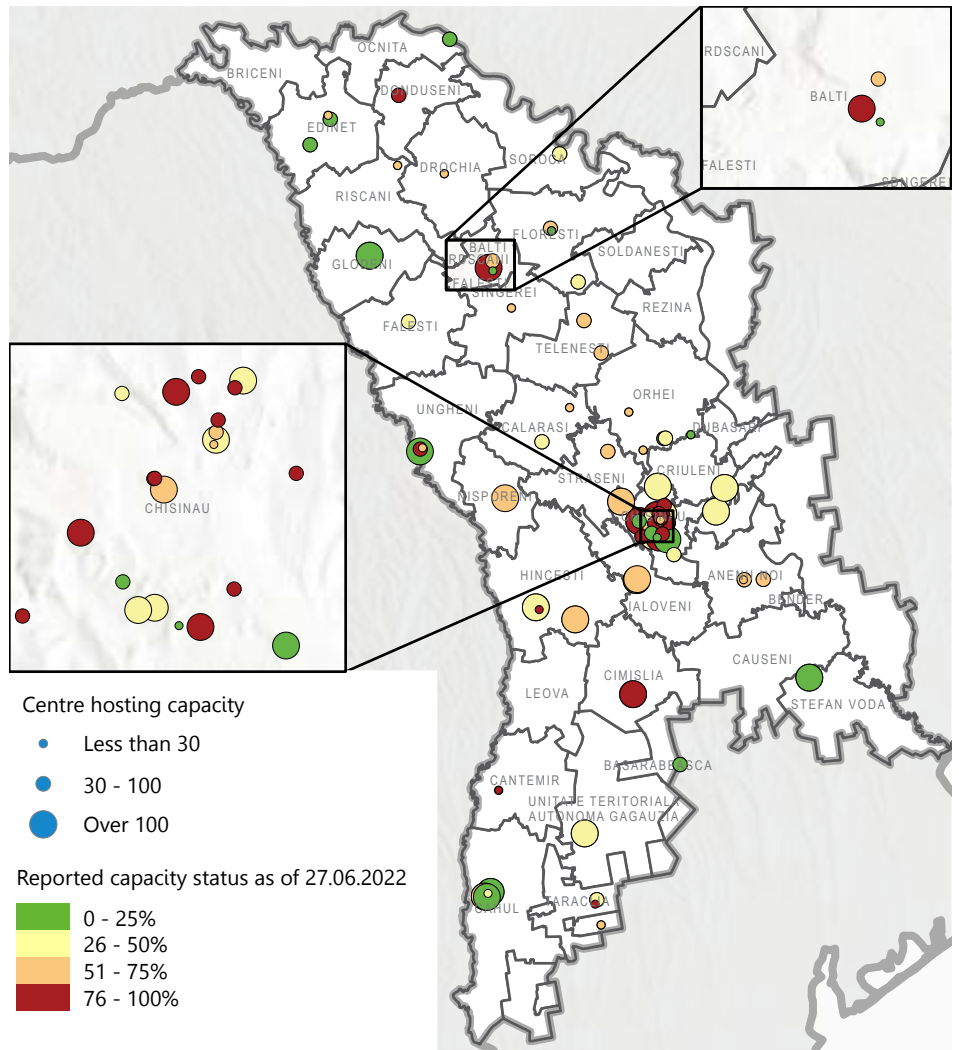 OCNITA
BRICENI
DONDUSENI
EDINET
DROCHIA
SOROCA
RISCANI
FLORESTI
BALTI
RDSCANI
FALESTI
GLODENI
SOLDANESTI
SINGEREI
REZINA
FALESTI
TELENESTI
RDSCANI
BALTI
FALESTI
SDNGEREI
ORHEI
UNGHENI
CALARASI
DUBASARI
STRASENI
CRIULENI
NISPORENI
CHISINAU
HINCESTI
ANENII NOI
BENDER
IALOVENI
CAUSENI
CIMISLIA
LEOVA
STEFAN VODA
BASARABEASCA
CANTEMIR
UNITATE TERITORIALA
AUTONOMA GAGAUZIA
CAHUL
TARACLIA
Centre hosting capacity
Less than 30
30 - 100
Over 100
Reported capacity status as of 27.06.2022
0 - 25%
26 - 50%
51 - 75%
76 - 100%